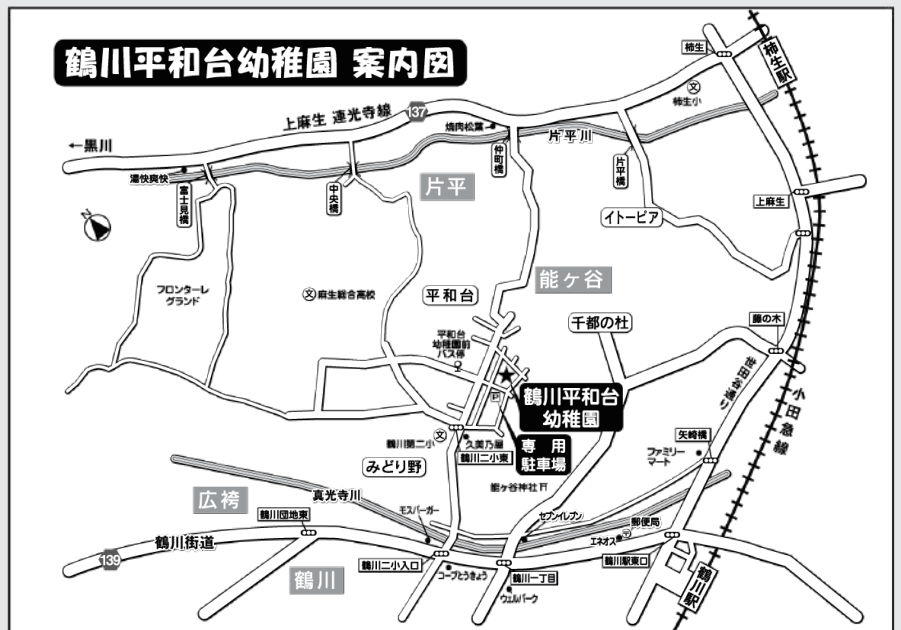 鶴川平和台幼稚園 案内図
柿生
柿生駅
文
柿生小
137
上麻生 連光寺線
焼肉松葉
片平川
←黒川
仲町橋
片平橋
湯快爽快
富士見橋
中央橋
片平
上麻生
イトーピア
N
能ヶ谷
フロンターレ
グランド
文麻生総合高校
平和台
千都の杜
藤の木
平和台
幼稚園前
バス停
世田谷通り
小田急線
P
鶴川平和台
幼稚園
鶴川第二小
文
久美乃屋
鶴川二小東
専用
駐車場
矢崎橋
ファミリー
マート
みどり野
能ヶ谷神社
広袴
真光寺川
モスバーガー
セブンイレブン
鶴川団地東
郵便局
エネオス
〒
鶴川街道
139
鶴川二小入口
鶴川駅東口
コープとうきょう
鶴川一丁目
鶴川
ウェルパーク
鶴川駅